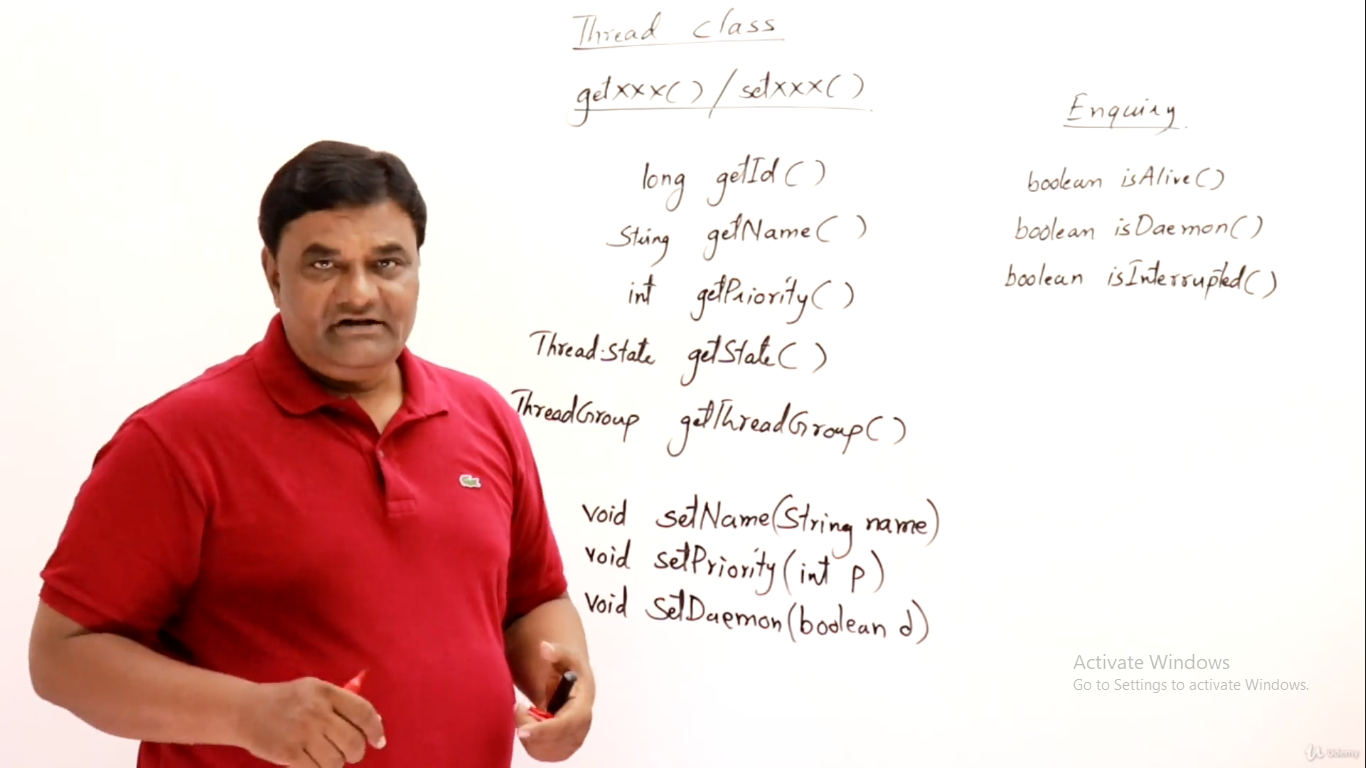 Thread class
getxxx() / setxxx()
long getId()
String getName()
int getPriority()
Thread.State getState()
ThreadGroup getThreadGroup()
void setName(String name)
void setPriority(int p)
void setDaemon(boolean d)
Enquiry
boolean isAlive()
boolean isDaemon()
boolean isInterrupted()
Activate Windows
Go to Settings to activate Windows.
Udemy